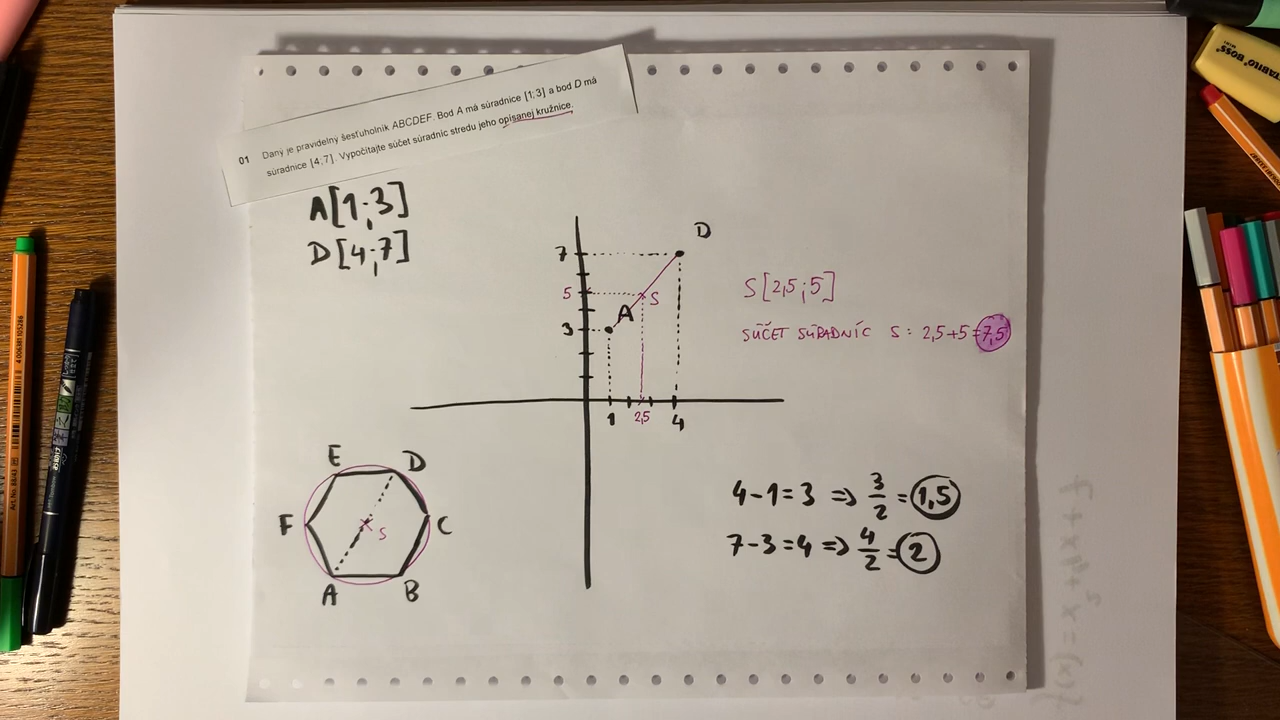 01 Daný je pravidelný šesťuholník ABCDEF. Bod A má súradnice [1;3] a bod D má
súradnice [4;7]. Vypočítajte súčet súradníc stredu jeho opísanej kružnice.
A[1;3]
D[4;7]
D
7
5
S
A
3
1
2,5
4
S[2,5;5]
SÚČET SÚRADNÍC S: 2,5+5=7,5
E
D
F
S
C
A
B
4-1=3 => 3/2 = 1,5
7-3=4 => 4/2 = 2
STABILO BOSS
MINI